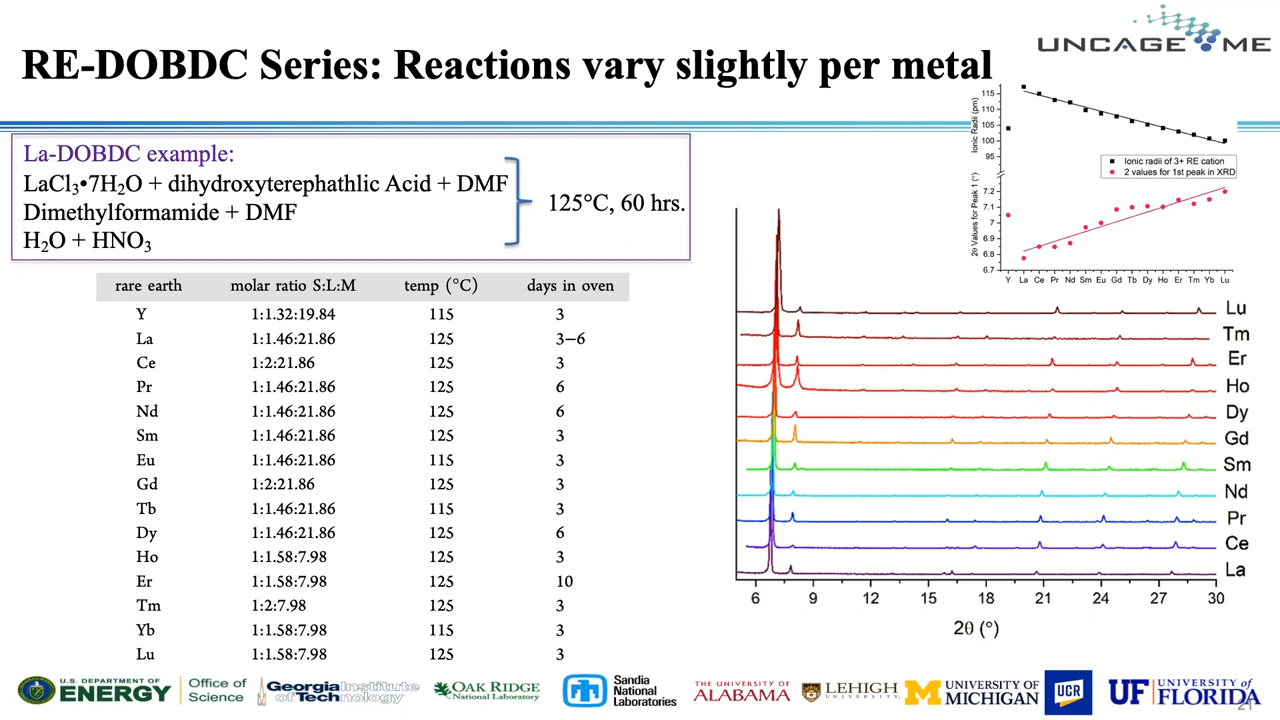 UNCAGE ME
RE-DOBDC Series: Reactions vary slightly per metal
La-DOBDC example:
LaCl₃•7H₂O + dihydroxyterephathlic Acid + DMF
Dimethylformamide + DMF
H₂O + HNO₃
125°C, 60 hrs.
rare earth molar ratio S:L:M temp (°C) days in oven
Y 1:1.32:19.84 115 3
La 1:1.46:21.86 125 3–6
Ce 1:2:21.86 125 3
Pr 1:1.46:21.86 125 6
Nd 1:1.46:21.86 125 6
Sm 1:1.46:21.86 125 3
Eu 1:1.46:21.86 115 3
Gd 1:2:21.86 125 3
Tb 1:1.46:21.86 115 3
Dy 1:1.46:21.86 125 6
Ho 1:1.58:7.98 125 3
Er 1:1.58:7.98 125 10
Tm 1:2:7.98 125 3
Yb 1:1.58:7.98 115 3
Lu 1:1.58:7.98 125 3
Ionic Radii (pm)
115
110
105
100
95
Ionic radii of 3+ RE cation
2 values for 1st peak in XRD
2θ Values for Peak 1 (°)
7.2
7.1
7
6.9
6.8
6.7
Y La Ce Pr Nd Sm Eu Gd Tb Dy Ho Er Tm Yb Lu
Lu
Tm
Er
Ho
Dy
Gd
Sm
Nd
Pr
Ce
La
6 9 12 15 18 21 24 27 30
2θ (°)
U.S. DEPARTMENT OF
ENERGY
Office of
Science
Georgia Institute
of Technology
OAK RIDGE
National Laboratory
Sandia
National
Laboratories
THE UNIVERSITY OF
ALABAMA
LEHIGH
UNIVERSITY
M UNIVERSITY OF
MICHIGAN
UCR
UF UNIVERSITY of
FLORIDA
21